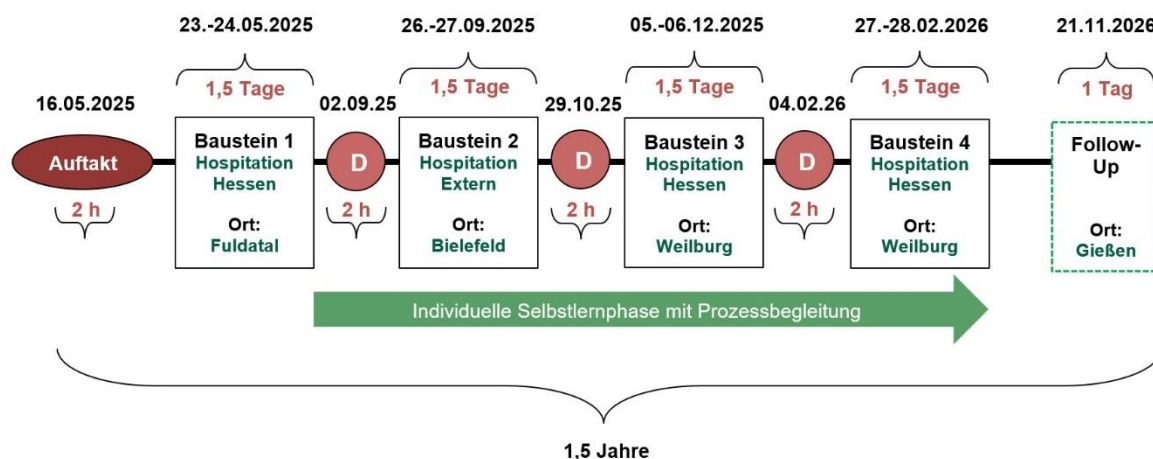 23.-24.05.2025
26-27.09.2025
05.-06.12.2025
27.-28.02.2026
21.11.2026
1,5 Tage
1,5 Tage
1,5 Tage
1,5 Tage
1 Tag
16.05.2025
02.09.25
29.10.25
04.02.26
Auftakt
2 h
Baustein 1
Hospitation
Hessen
Ort:
Fuldatal
D
2 h
Baustein 2
Hospitation
Extern
Ort:
Bielefeld
D
2 h
Baustein 3
Hospitation
Hessen
Ort:
Weilburg
D
2 h
Baustein 4
Hospitation
Hessen
Ort:
Weilburg
Follow-
Up
Ort:
Gießen
Individuelle Selbstlernphase mit Prozessbegleitung
1,5 Jahre